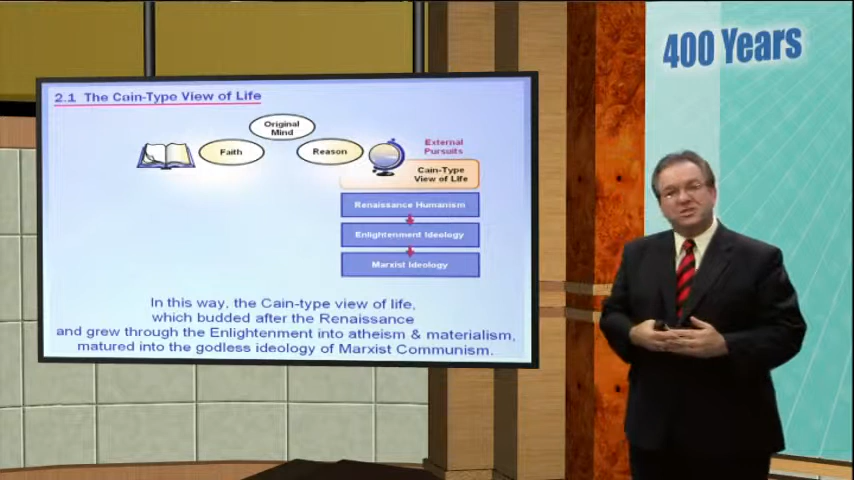 400 Years
2.1 The Cain-Type View of Life
Original
Mind
Faith
Reason
External
Pursuits
Cain-Type
View of Life
Renaissance Humanism
Enlightenment Ideology
Marxist Ideology
In this way, the Cain-type view of life,
which budded after the Renaissance
and grew through the Enlightenment into atheism & materialism,
matured into the godless ideology of Marxist Communism.